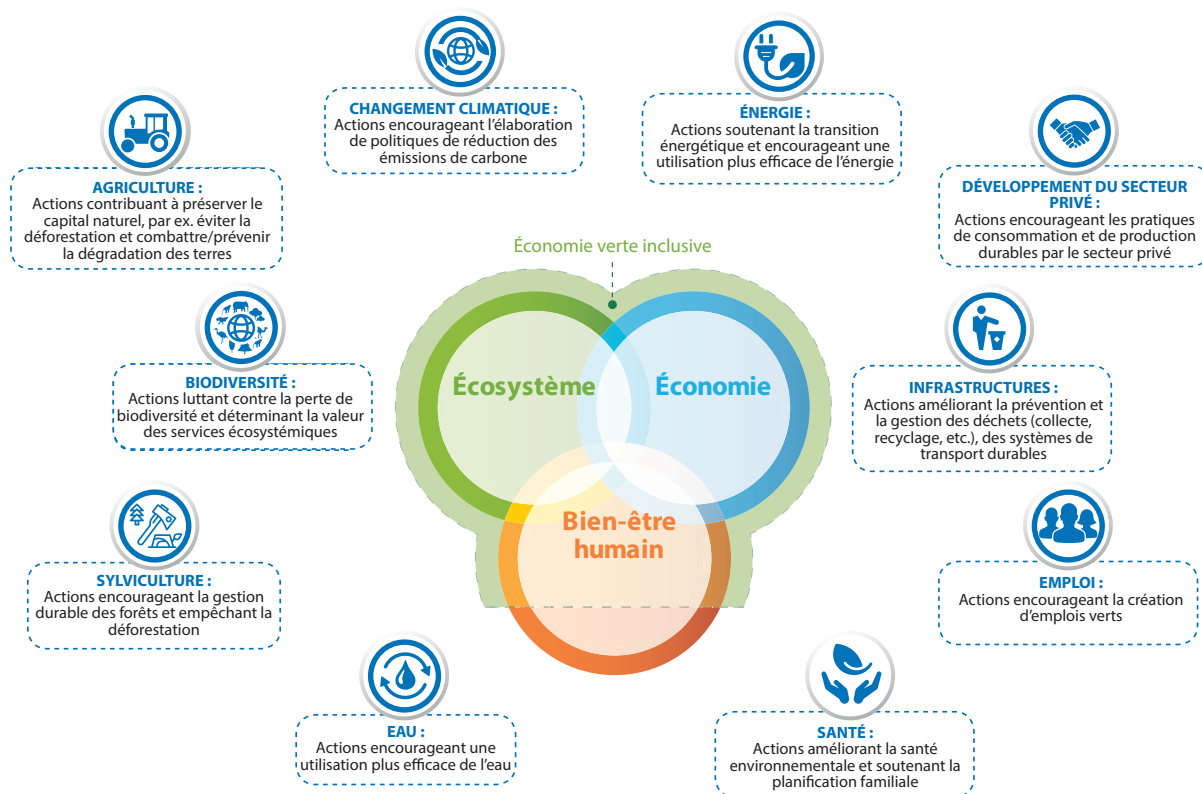 CHANGEMENT CLIMATIQUE :
Actions encourageant l’élaboration
de politiques de réduction des
émissions de carbone
ÉNERGIE :
Actions soutenant la transition
énergétique et encourageant une
utilisation plus efficace de l’énergie
AGRICULTURE :
Actions contribuant à préserver le
capital naturel, par ex. éviter la
déforestation et combattre/prévenir
la dégradation des terres
DÉVELOPPEMENT DU SECTEUR
PRIVÉ :
Actions encourageant les pratiques
de consommation et de production
durables par le secteur privé
Économie verte inclusive
Écosystème
Économie
Bien-être
humain
BIODIVERSITÉ :
Actions luttant contre la perte de
biodiversité et déterminant la valeur
des services écosystémiques
INFRASTRUCTURES :
Actions améliorant la prévention et
la gestion des déchets (collecte,
recyclage, etc.), des systèmes de
transport durables
SYLVICULTURE :
Actions encourageant la gestion
durable des forêts et empêchant la
déforestation
EMPLOI :
Actions encourageant la création
d’emplois verts
EAU :
Actions encourageant une
utilisation plus efficace de l’eau
SANTÉ :
Actions améliorant la santé
environnementale et soutenant la
planification familiale